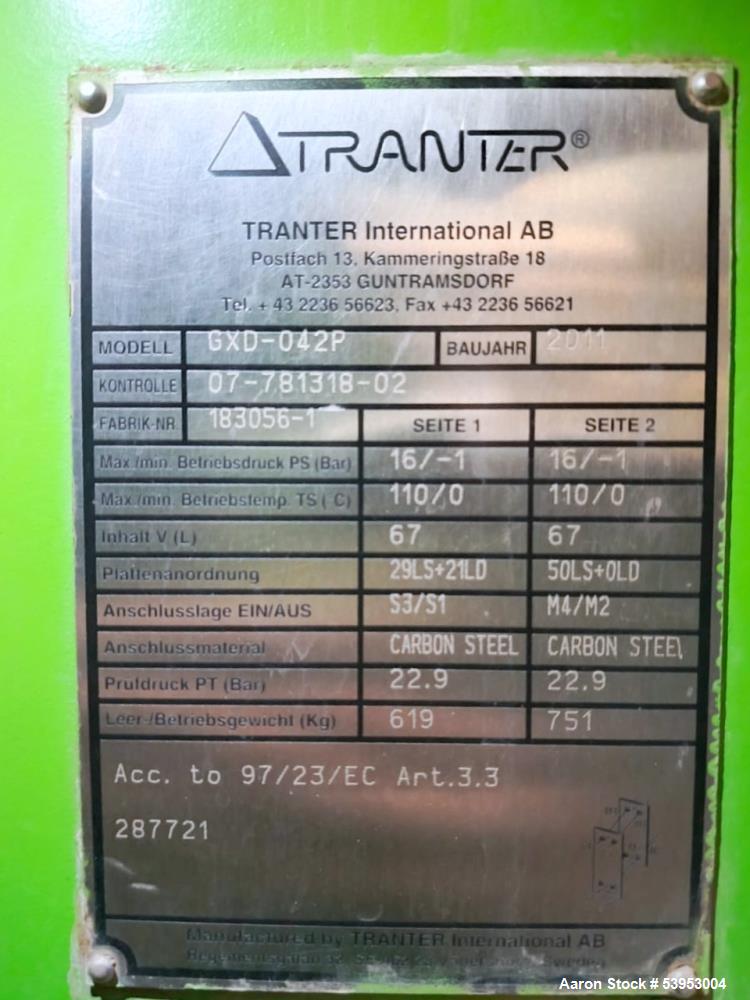 TRANTER®
TRANTER International AB
Postfach 13, Kammeringstraße 18
AT-2353 GUNTRAMSDORF
Tel. + 43 2236 56623, Fax +43 2236 56621
MODELL GXD-042P BAUJAHR 2011
KONTROLLE 07-781318-02
FABRIK-NR. 183056-1 SEITE 1 SEITE 2
Max./min. Betriebsdruck PS (Bar) 16/-1 16/-1
Max./min. Betriebstemp. TS (°C) 110/0 110/0
Inhalt V (L) 67 67
Plattenanordnung 29LS+21LD 50LS+0LD
Anschlusslage EIN/AUS S3/S1 M4/M2
Anschlussmaterial CARBON STEEL CARBON STEEL
Prüfdruck PT (Bar) 22.9 22.9
Leer-/Betriebsgewicht (Kg) 619 751
Acc. to 97/23/EC Art.3.3
287721
Manufactured by TRANTER International AB
Sweden
Aaron Stock # 53953004